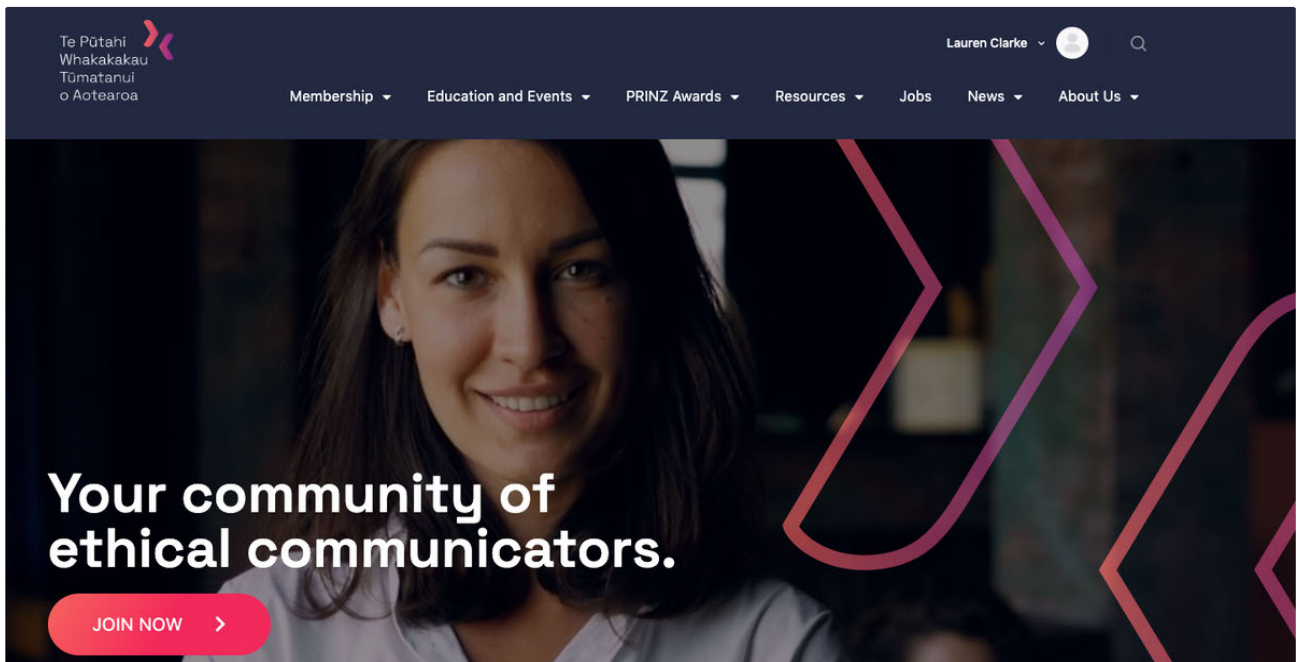 Te Pūtahi
Whakakakau
Tūmatanui
o Aotearoa
Lauren Clarke
Membership
Education and Events
PRINZ Awards
Resources
Jobs
News
About Us
Your community of
ethical communicators.
JOIN NOW